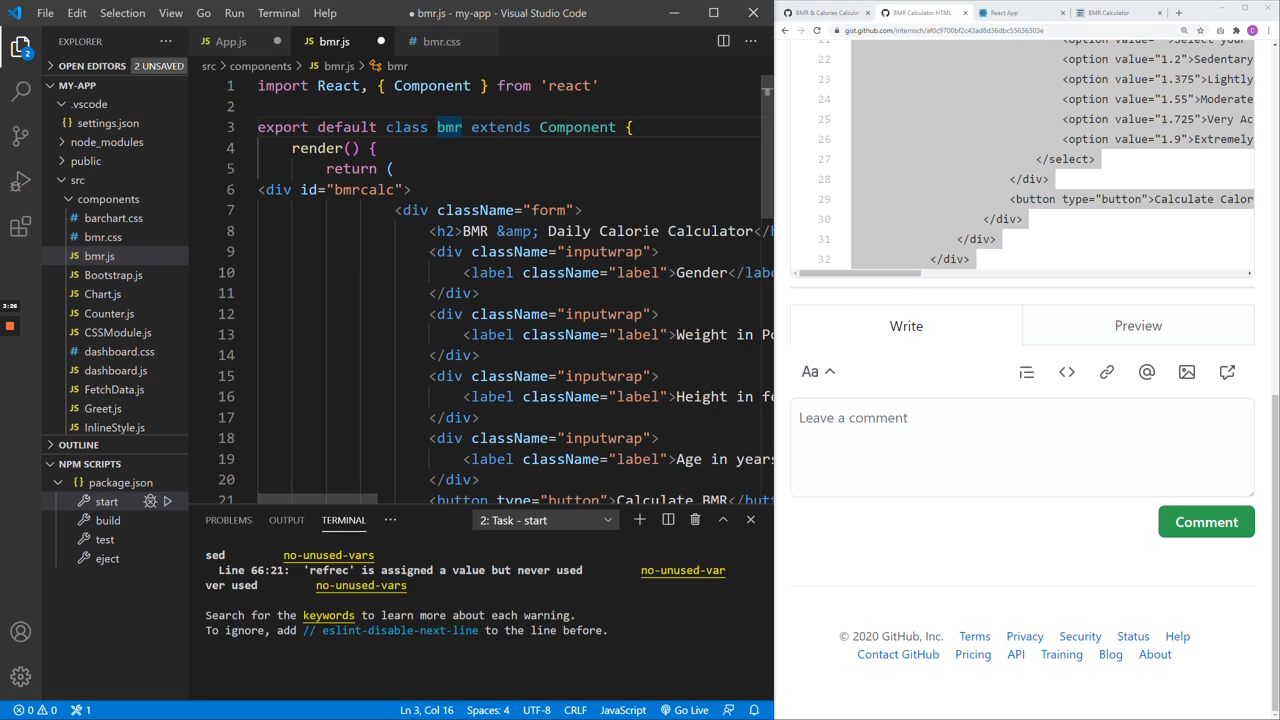 File Edit Selection View Go Run Terminal Help
bmr.js - my-app - Visual Studio Code
EXPLORER
OPEN EDITORS 2 UNSAVED
MYAPP
.vscode
settings.json
node_modules
public
src
components
barchart.css
bmr.css
bmr.js
Bootstrap.js
Chart.js
Counter.js
CSSModule.js
dashboard.css
dashboard.js
FetchData.js
Greet.js
InlineStyle.js
OUTLINE
NPM SCRIPTS
package.json
start
build
test
eject
2
3:26
JS App.js JS bmr.js # bmr.css
src > components > JS bmr.js > bmr
1 import React, { Component } from 'react'
2
3 export default class bmr extends Component {
4 render() {
5 return (
6 <div id="bmrcalc">
7 <div className="form">
8 <h2>BMR &amp; Daily Calorie Calculator</h
9 <div className="inputwrap">
10 <label className="label">Gender</labe
11 </div>
12 <div className="inputwrap">
13 <label className="label">Weight in Po
14 </div>
15 <div className="inputwrap">
16 <label className="label">Height in fe
17 </div>
18 <div className="inputwrap">
19 <label className="label">Age in years
20 </div>
21 <button type="button">Calculate BMR</butt
PROBLEMS OUTPUT TERMINAL ··· 2: Task - start
sed no-unused-vars
Line 66:21: 'refrec' is assigned a value but never used no-unused-var
ver used no-unused-vars
Search for the keywords to learn more about each warning.
To ignore, add // eslint-disable-next-line to the line before.
0 0 1 Ln 3, Col 16 Spaces: 4 UTF-8 CRLF JavaScript Go Live
BMR & Calories Calcula BMR Calculator HTML React App BMR Calculator
gist.github.com/internsch/af0c9700bf2c43ad8d36dbc55636303e
C
22 <option value="1.2">Sedentary
23 <option value="1.375">Lightly
24 <option value="1.55">Moderate
25 <option value="1.725">Very Ac
26 <option value="1.9">Extremely
27 </select>
28 </div>
29 <button type="button">Calculate Calor
30 </div>
31 </div>
32 </div>
Write Preview
Aa
Leave a comment
Comment
© 2020 GitHub, Inc. Terms Privacy Security Status Help
Contact GitHub Pricing API Training Blog About